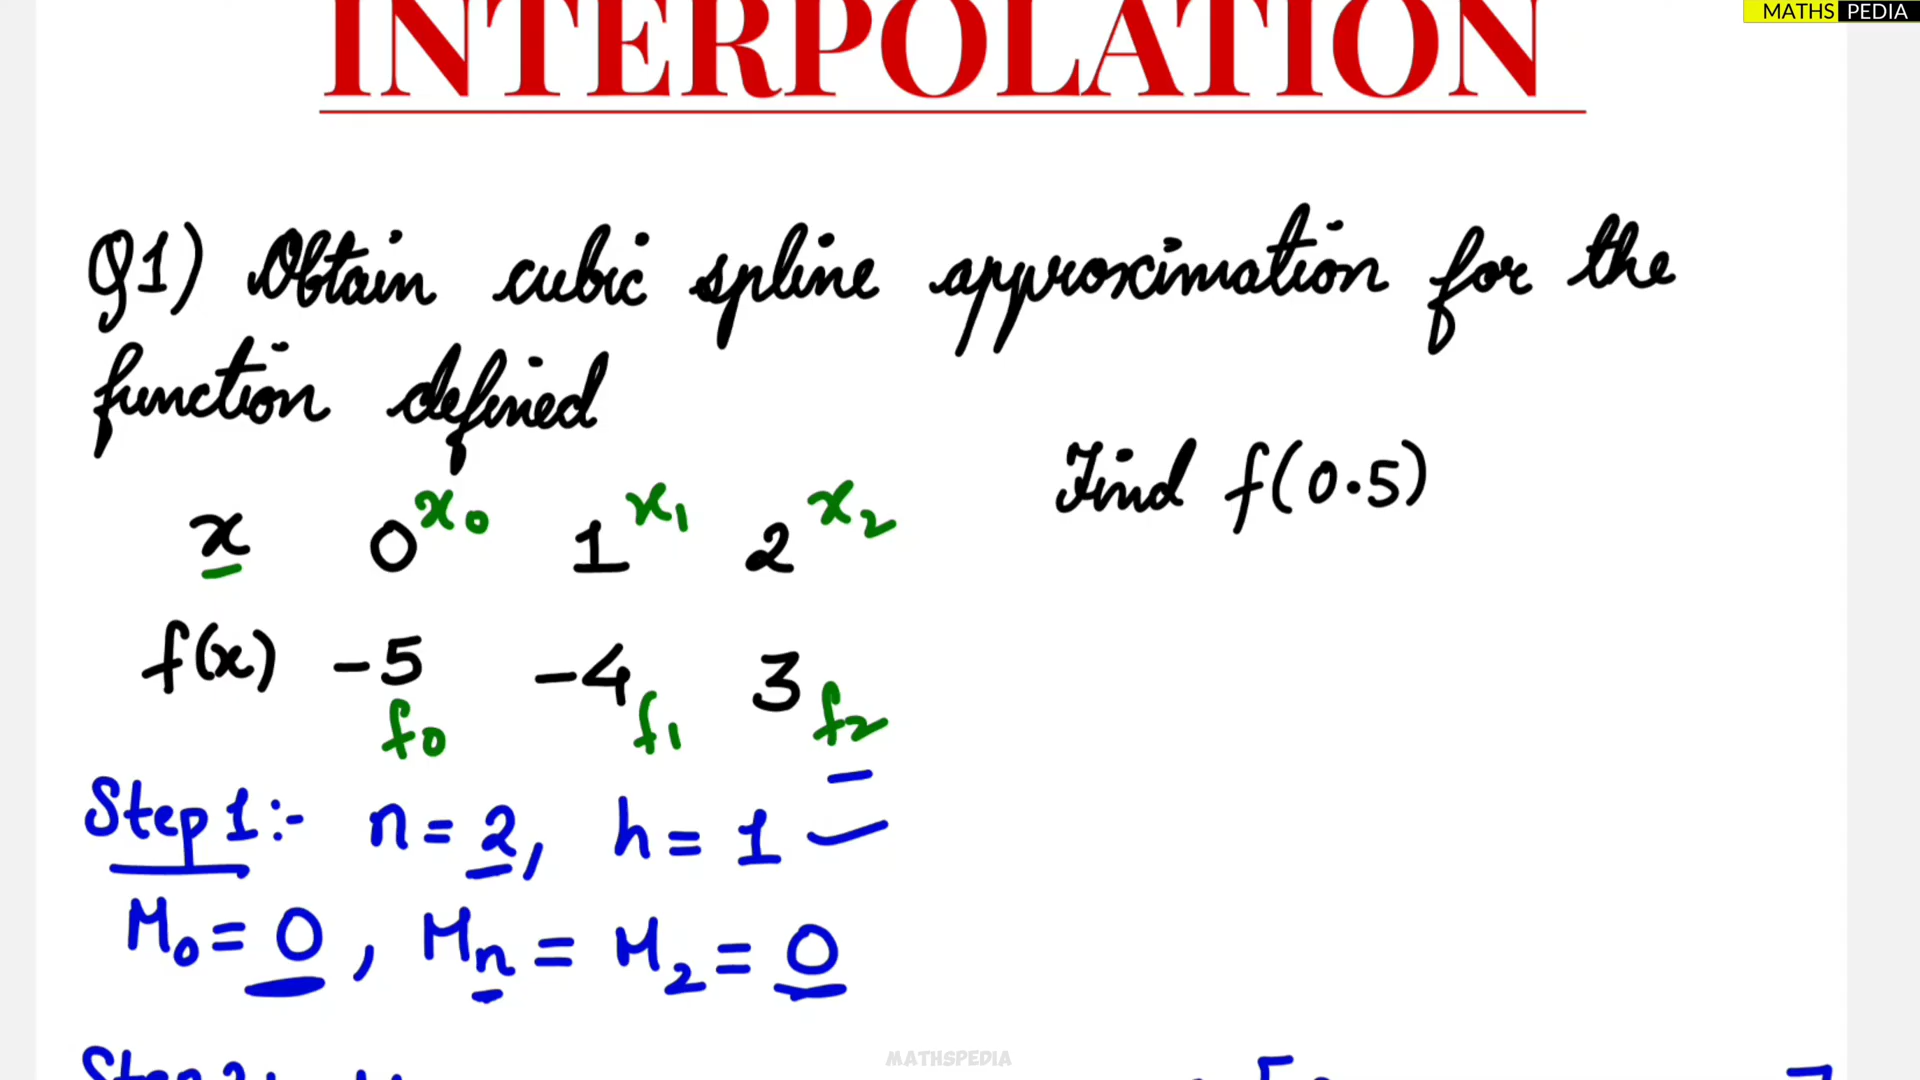 MATHS PEDIA
INTERPOLATION
Q1) Obtain cubic spline approximation for the
function defined
Find f(0.5)
x 0 x₀ 1 x₁ 2 x₂
f(x) -5 -4 3
f₀ f₁ f₂
Step 1:- n = 2, h = 1
M₀ = 0, Mₙ = M₂ = 0
MATHSPEDIA